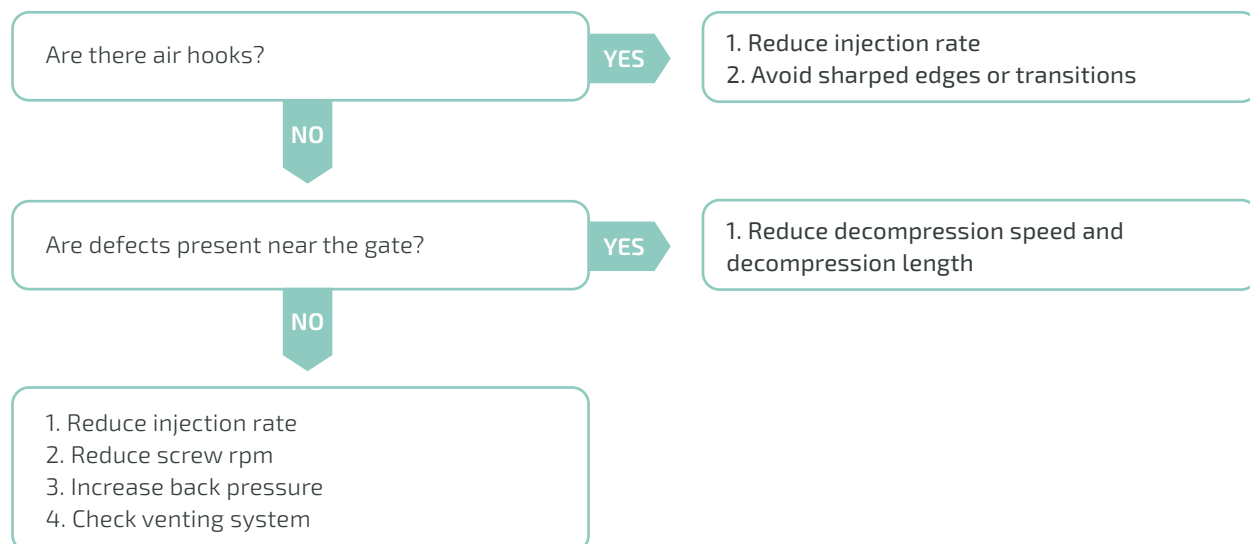 Are there air hooks?
YES
1. Reduce injection rate
2. Avoid sharped edges or transitions
NO
Are defects present near the gate?
YES
1. Reduce decompression speed and
decompression length
NO
1. Reduce injection rate
2. Reduce screw rpm
3. Increase back pressure
4. Check venting system